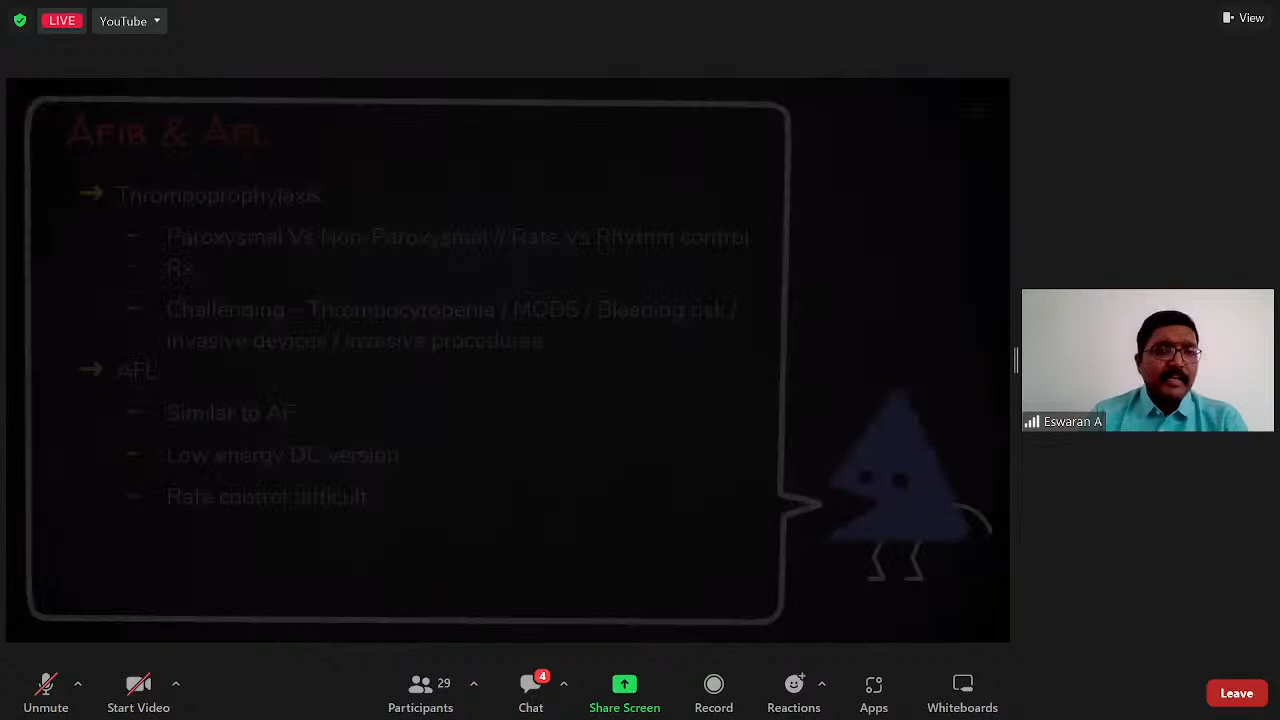 LIVE
YouTube
View
AFIB & AFL
Thromboprophylaxis
Paroxysmal Vs Non-Paroxysmal // Rate Vs Rhythm control
Rx
Challenging – Thrombocytopenia / MODS / Bleeding risk /
invasive devices / invasive procedures
AFL
Similar to AF
Low energy DC version
Rate control difficult
Eswaran A
Unmute
Start Video
29
Participants
4
Chat
Share Screen
Record
Reactions
Apps
Whiteboards
Leave